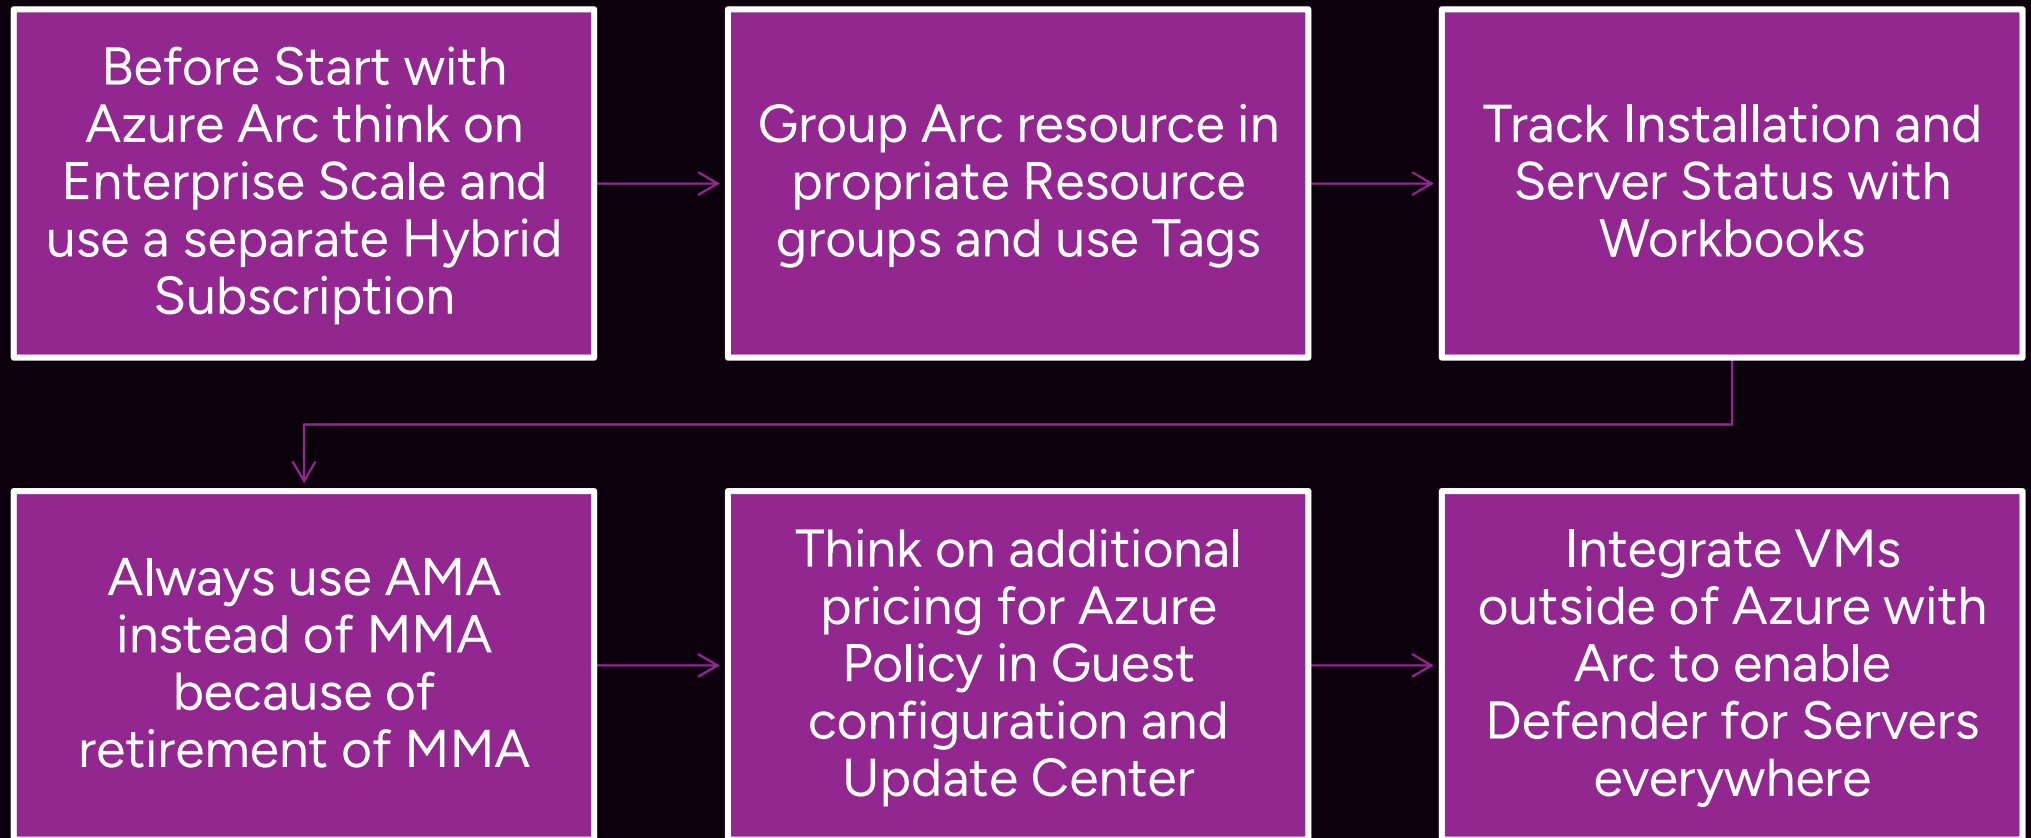 Before Start with
Azure Arc think on
Enterprise Scale and
use a separate Hybrid
Subscription
Group Arc resource in
propriate Resource
groups and use Tags
Track Installation and
Server Status with
Workbooks
Always use AMA
instead of MMA
because of
retirement of MMA
Think on additional
pricing for Azure
Policy in Guest
configuration and
Update Center
Integrate VMs
outside of Azure with
Arc to enable
Defender for Servers
everywhere